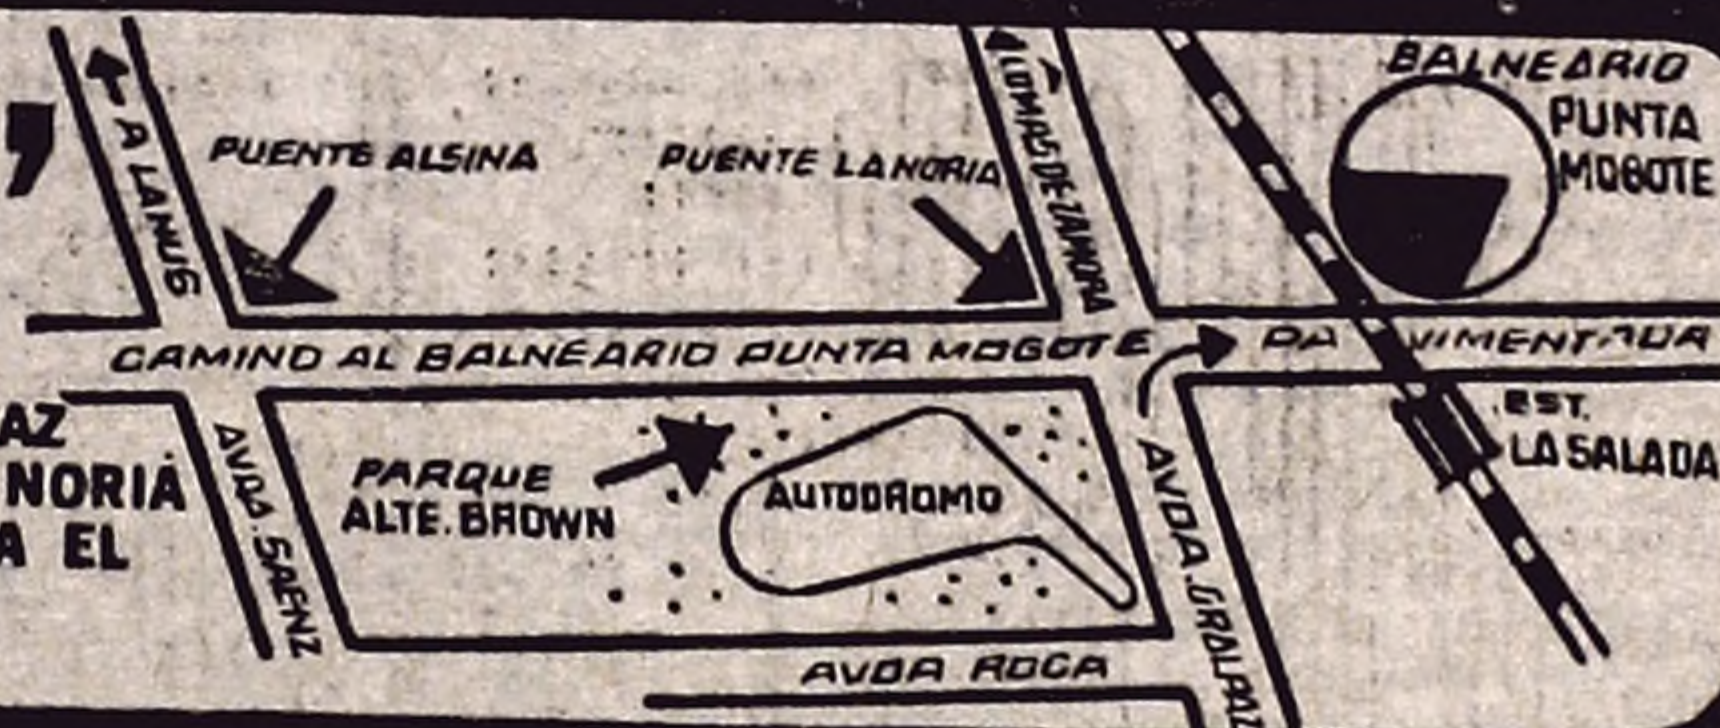 A LANUS
PUENTE ALSINA
PUENTE LA NORIA
A LOMAS DE ZAMORA
BALNEARIO
PUNTA
MOGOTE
CAMINO AL BALNEARIO PUNTA MOGOTE
PAVIMENTADA
EST.
LA SALADA
AZ
NORIA
A EL
AVDA. SAENZ
PARQUE
ALTE. BROWN
AUTODROMO
AVDA. GRAL PAZ
AVDA ROCA